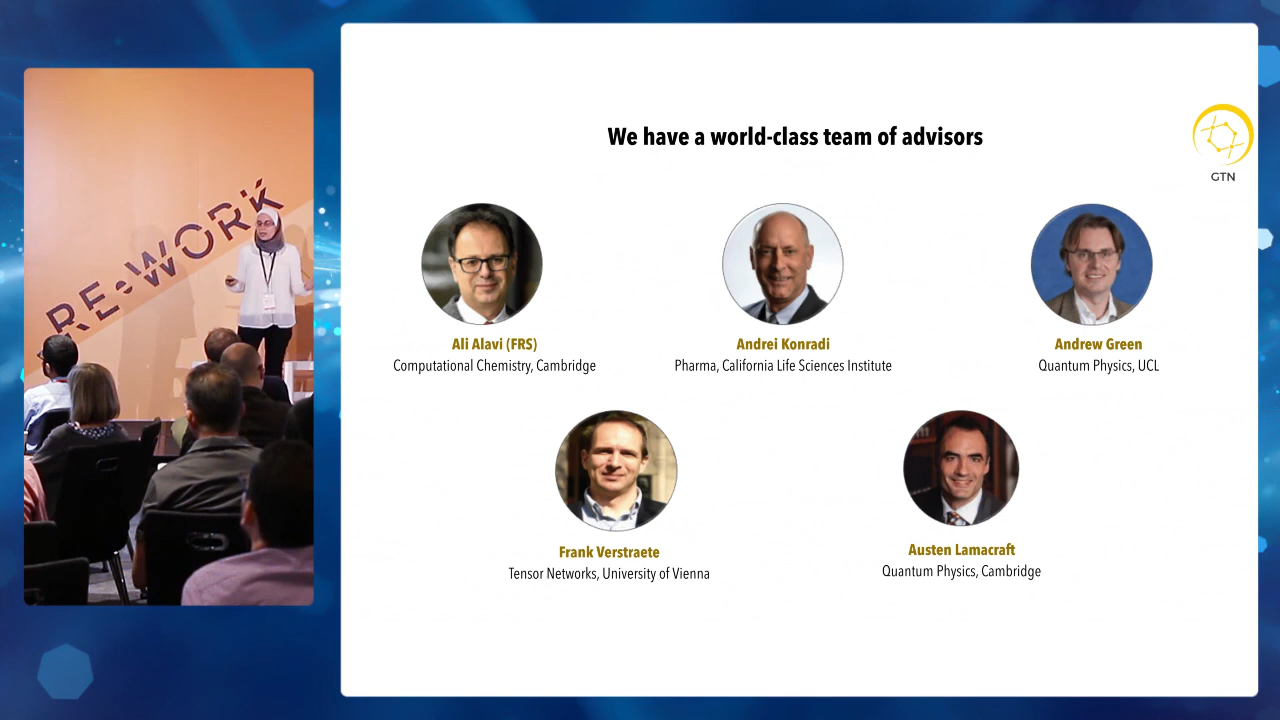 RE•WORK
We have a world-class team of advisors
GTN
Ali Alavi (FRS)
Computational Chemistry, Cambridge
Andrei Konradi
Pharma, California Life Sciences Institute
Andrew Green
Quantum Physics, UCL
Frank Verstraete
Tensor Networks, University of Vienna
Austen Lamacraft
Quantum Physics, Cambridge